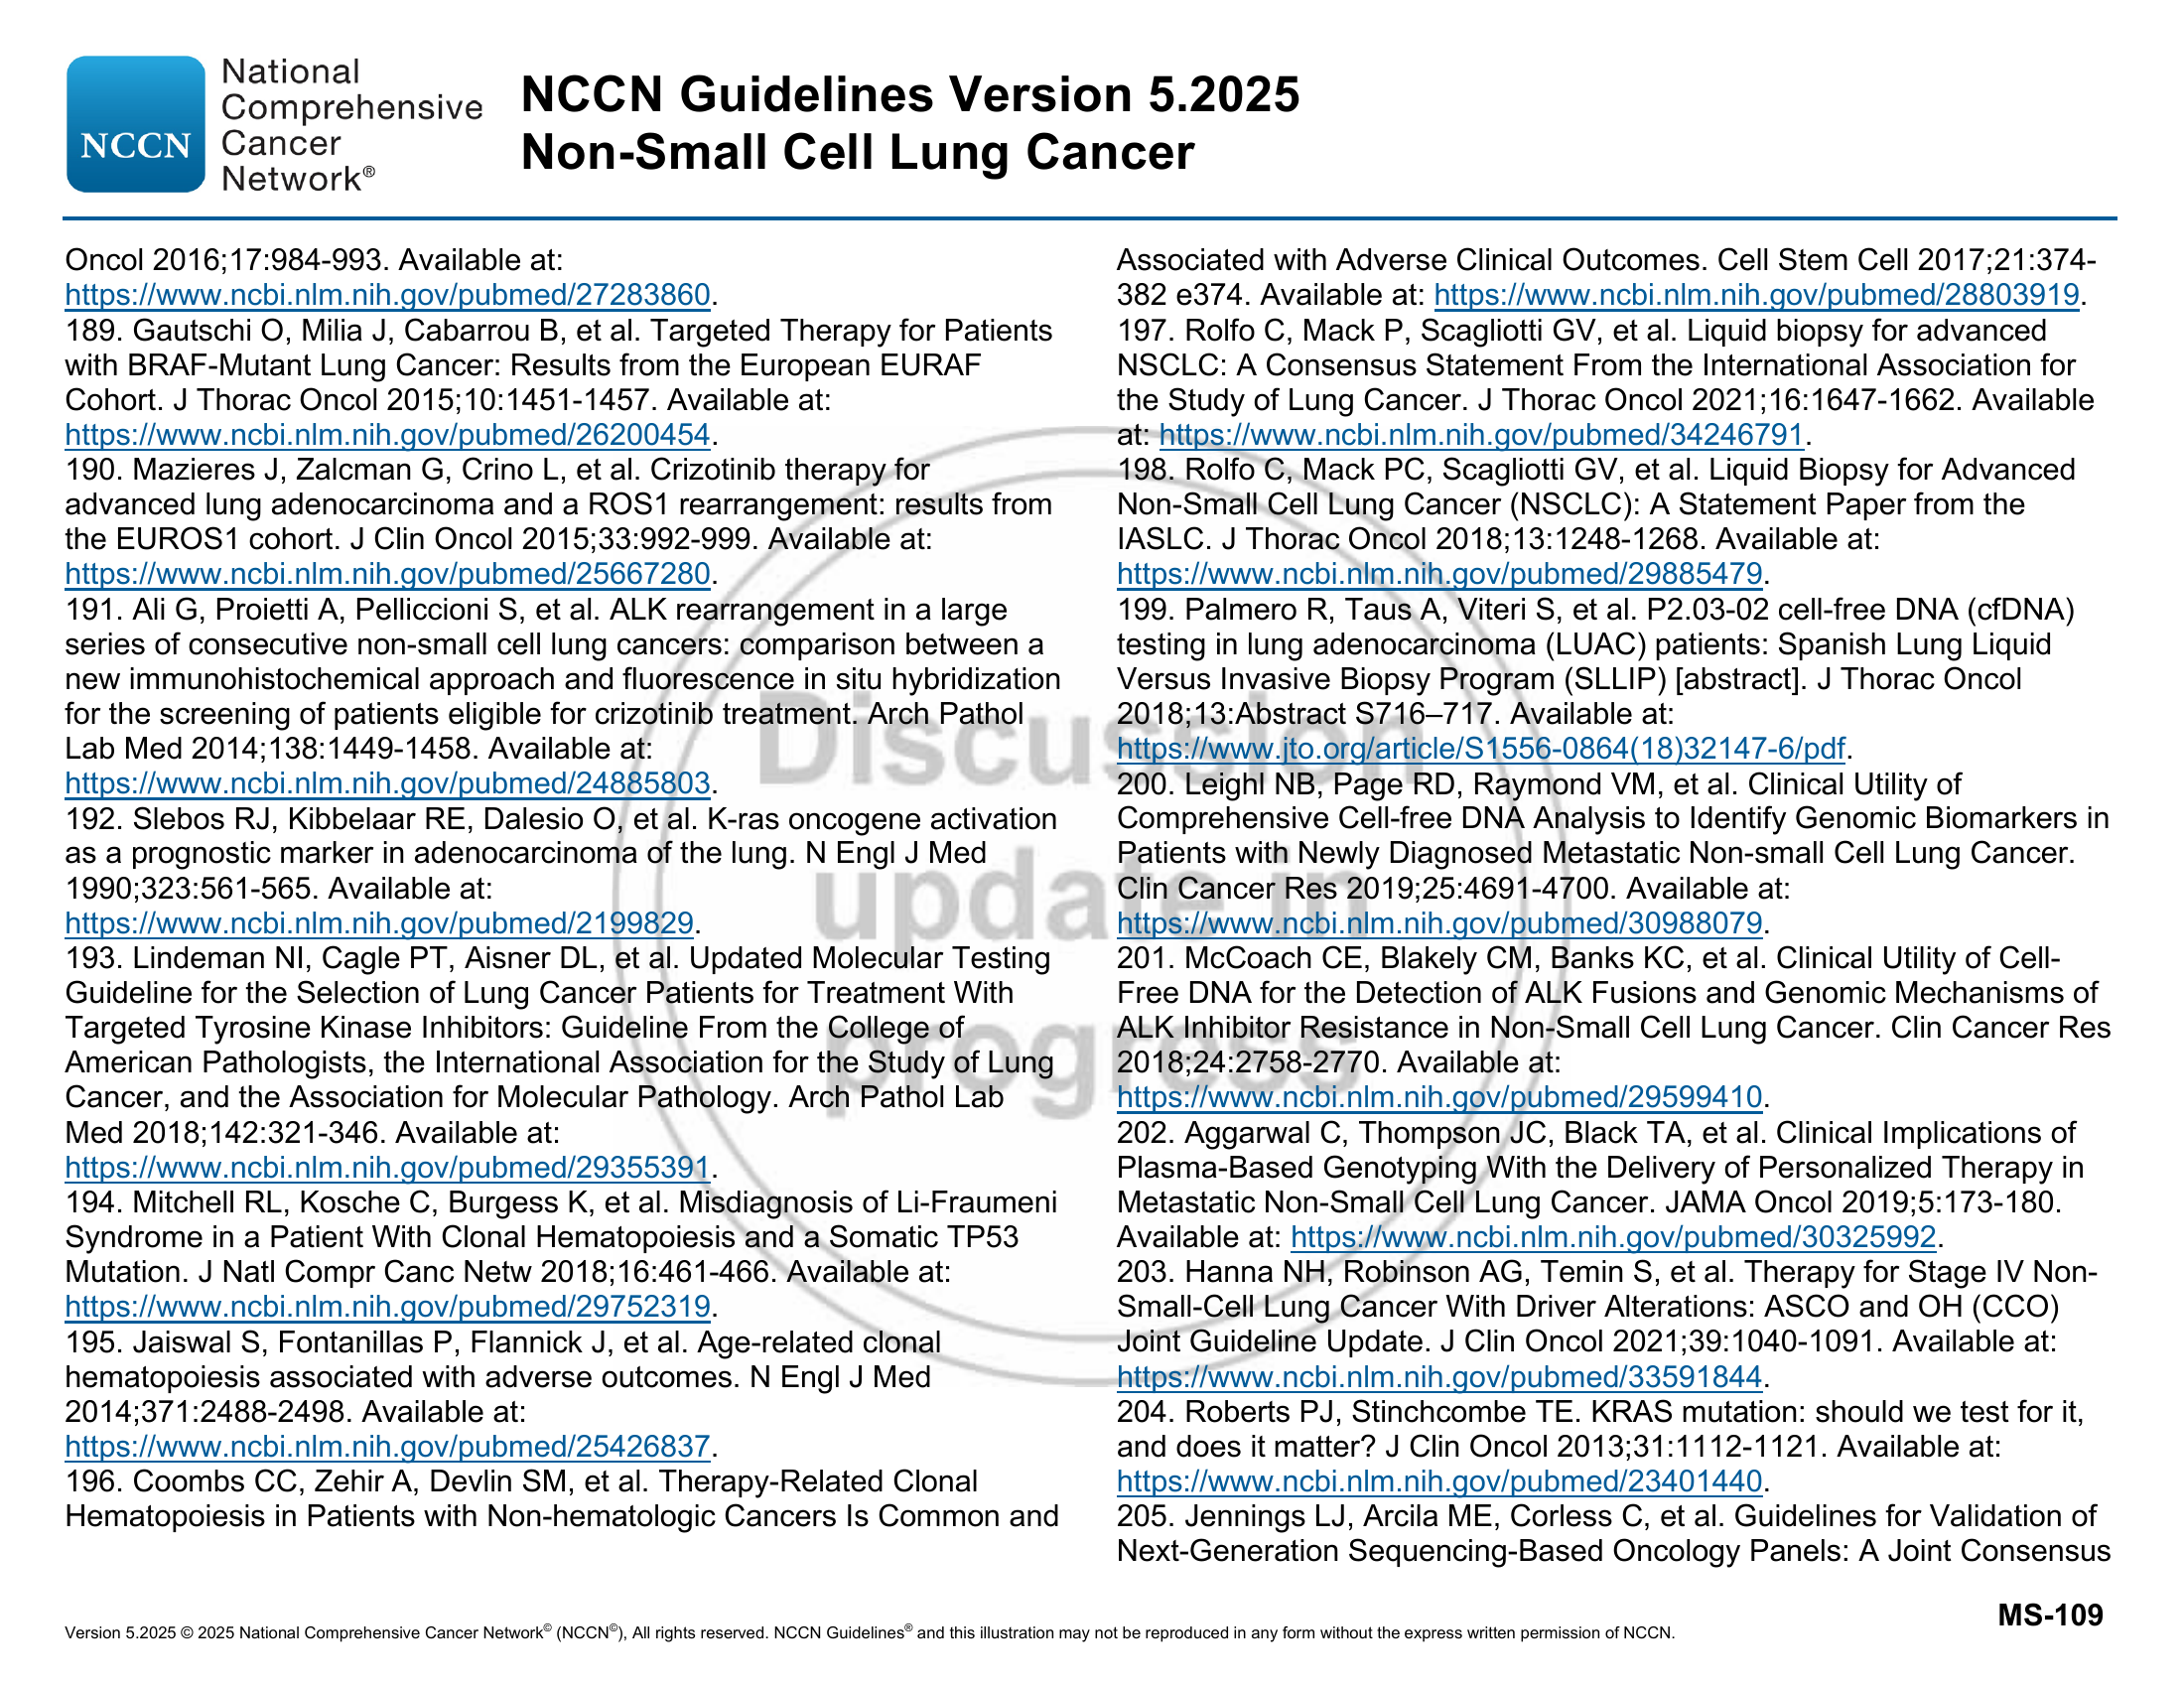 NCCN
National
Comprehensive
Cancer
Network®
NCCN Guidelines Version 5.2025
Non-Small Cell Lung Cancer
Oncol 2016;17:984-993. Available at:
https://www.ncbi.nlm.nih.gov/pubmed/27283860.
189. Gautschi O, Milia J, Cabarrou B, et al. Targeted Therapy for Patients
with BRAF-Mutant Lung Cancer: Results from the European EURAF
Cohort. J Thorac Oncol 2015;10:1451-1457. Available at:
https://www.ncbi.nlm.nih.gov/pubmed/26200454.
190. Mazieres J, Zalcman G, Crino L, et al. Crizotinib therapy for
advanced lung adenocarcinoma and a ROS1 rearrangement: results from
the EUROS1 cohort. J Clin Oncol 2015;33:992-999. Available at:
https://www.ncbi.nlm.nih.gov/pubmed/25667280.
191. Ali G, Proietti A, Pelliccioni S, et al. ALK rearrangement in a large
series of consecutive non-small cell lung cancers: comparison between a
new immunohistochemical approach and fluorescence in situ hybridization
for the screening of patients eligible for crizotinib treatment. Arch Pathol
Lab Med 2014;138:1449-1458. Available at:
https://www.ncbi.nlm.nih.gov/pubmed/24885803.
192. Slebos RJ, Kibbelaar RE, Dalesio O, et al. K-ras oncogene activation
as a prognostic marker in adenocarcinoma of the lung. N Engl J Med
1990;323:561-565. Available at:
https://www.ncbi.nlm.nih.gov/pubmed/2199829.
193. Lindeman NI, Cagle PT, Aisner DL, et al. Updated Molecular Testing
Guideline for the Selection of Lung Cancer Patients for Treatment With
Targeted Tyrosine Kinase Inhibitors: Guideline From the College of
American Pathologists, the International Association for the Study of Lung
Cancer, and the Association for Molecular Pathology. Arch Pathol Lab
Med 2018;142:321-346. Available at:
https://www.ncbi.nlm.nih.gov/pubmed/29355391.
194. Mitchell RL, Kosche C, Burgess K, et al. Misdiagnosis of Li-Fraumeni
Syndrome in a Patient With Clonal Hematopoiesis and a Somatic TP53
Mutation. J Natl Compr Canc Netw 2018;16:461-466. Available at:
https://www.ncbi.nlm.nih.gov/pubmed/29752319.
195. Jaiswal S, Fontanillas P, Flannick J, et al. Age-related clonal
hematopoiesis associated with adverse outcomes. N Engl J Med
2014;371:2488-2498. Available at:
https://www.ncbi.nlm.nih.gov/pubmed/25426837.
196. Coombs CC, Zehir A, Devlin SM, et al. Therapy-Related Clonal
Hematopoiesis in Patients with Non-hematologic Cancers Is Common and
Associated with Adverse Clinical Outcomes. Cell Stem Cell 2017;21:374-
382 e374. Available at: https://www.ncbi.nlm.nih.gov/pubmed/28803919.
197. Rolfo C, Mack P, Scagliotti GV, et al. Liquid biopsy for advanced
NSCLC: A Consensus Statement From the International Association for
the Study of Lung Cancer. J Thorac Oncol 2021;16:1647-1662. Available
at: https://www.ncbi.nlm.nih.gov/pubmed/34246791.
198. Rolfo C, Mack PC, Scagliotti GV, et al. Liquid Biopsy for Advanced
Non-Small Cell Lung Cancer (NSCLC): A Statement Paper from the
IASLC. J Thorac Oncol 2018;13:1248-1268. Available at:
https://www.ncbi.nlm.nih.gov/pubmed/29885479.
199. Palmero R, Taus A, Viteri S, et al. P2.03-02 cell-free DNA (cfDNA)
testing in lung adenocarcinoma (LUAC) patients: Spanish Lung Liquid
Versus Invasive Biopsy Program (SLLIP) [abstract]. J Thorac Oncol
2018;13:Abstract S716–717. Available at:
https://www.jto.org/article/S1556-0864(18)32147-6/pdf.
200. Leighl NB, Page RD, Raymond VM, et al. Clinical Utility of
Comprehensive Cell-free DNA Analysis to Identify Genomic Biomarkers in
Patients with Newly Diagnosed Metastatic Non-small Cell Lung Cancer.
Clin Cancer Res 2019;25:4691-4700. Available at:
https://www.ncbi.nlm.nih.gov/pubmed/30988079.
201. McCoach CE, Blakely CM, Banks KC, et al. Clinical Utility of Cell-
Free DNA for the Detection of ALK Fusions and Genomic Mechanisms of
ALK Inhibitor Resistance in Non-Small Cell Lung Cancer. Clin Cancer Res
2018;24:2758-2770. Available at:
https://www.ncbi.nlm.nih.gov/pubmed/29599410.
202. Aggarwal C, Thompson JC, Black TA, et al. Clinical Implications of
Plasma-Based Genotyping With the Delivery of Personalized Therapy in
Metastatic Non-Small Cell Lung Cancer. JAMA Oncol 2019;5:173-180.
Available at: https://www.ncbi.nlm.nih.gov/pubmed/30325992.
203. Hanna NH, Robinson AG, Temin S, et al. Therapy for Stage IV Non-
Small-Cell Lung Cancer With Driver Alterations: ASCO and OH (CCO)
Joint Guideline Update. J Clin Oncol 2021;39:1040-1091. Available at:
https://www.ncbi.nlm.nih.gov/pubmed/33591844.
204. Roberts PJ, Stinchcombe TE. KRAS mutation: should we test for it,
and does it matter? J Clin Oncol 2013;31:1112-1121. Available at:
https://www.ncbi.nlm.nih.gov/pubmed/23401440.
205. Jennings LJ, Arcila ME, Corless C, et al. Guidelines for Validation of
Next-Generation Sequencing-Based Oncology Panels: A Joint Consensus
Discussion
update in
progress
MS-109
Version 5.2025 © 2025 National Comprehensive Cancer Network© (NCCN©), All rights reserved. NCCN Guidelines® and this illustration may not be reproduced in any form without the express written permission of NCCN.